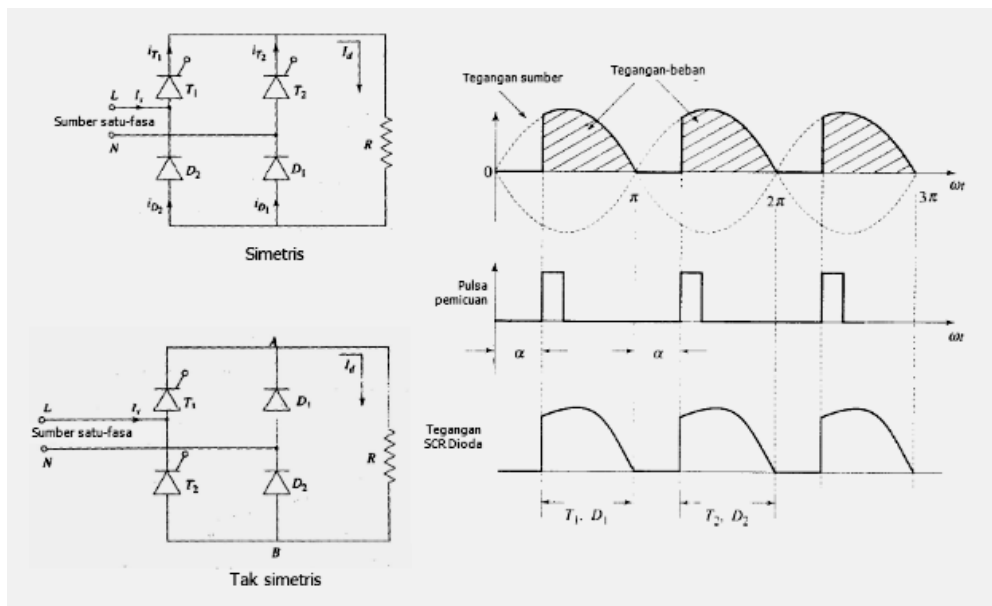 iT1
iT2
Id
T1
T2
L
Is
Sumber satu-fasa
N
R
D2
D1
iD2
iD1
Simetris
A
Id
L
Is
T1
D1
Sumber satu-fasa
N
R
T2
D2
B
Tak simetris
Tegangan sumber
Tegangan-beban
0
π
2π
3π
ωt
Pulsa
pemicuan
ωt
α
α
Tegangan
SCR Dioda
T1. D1
T2, D2